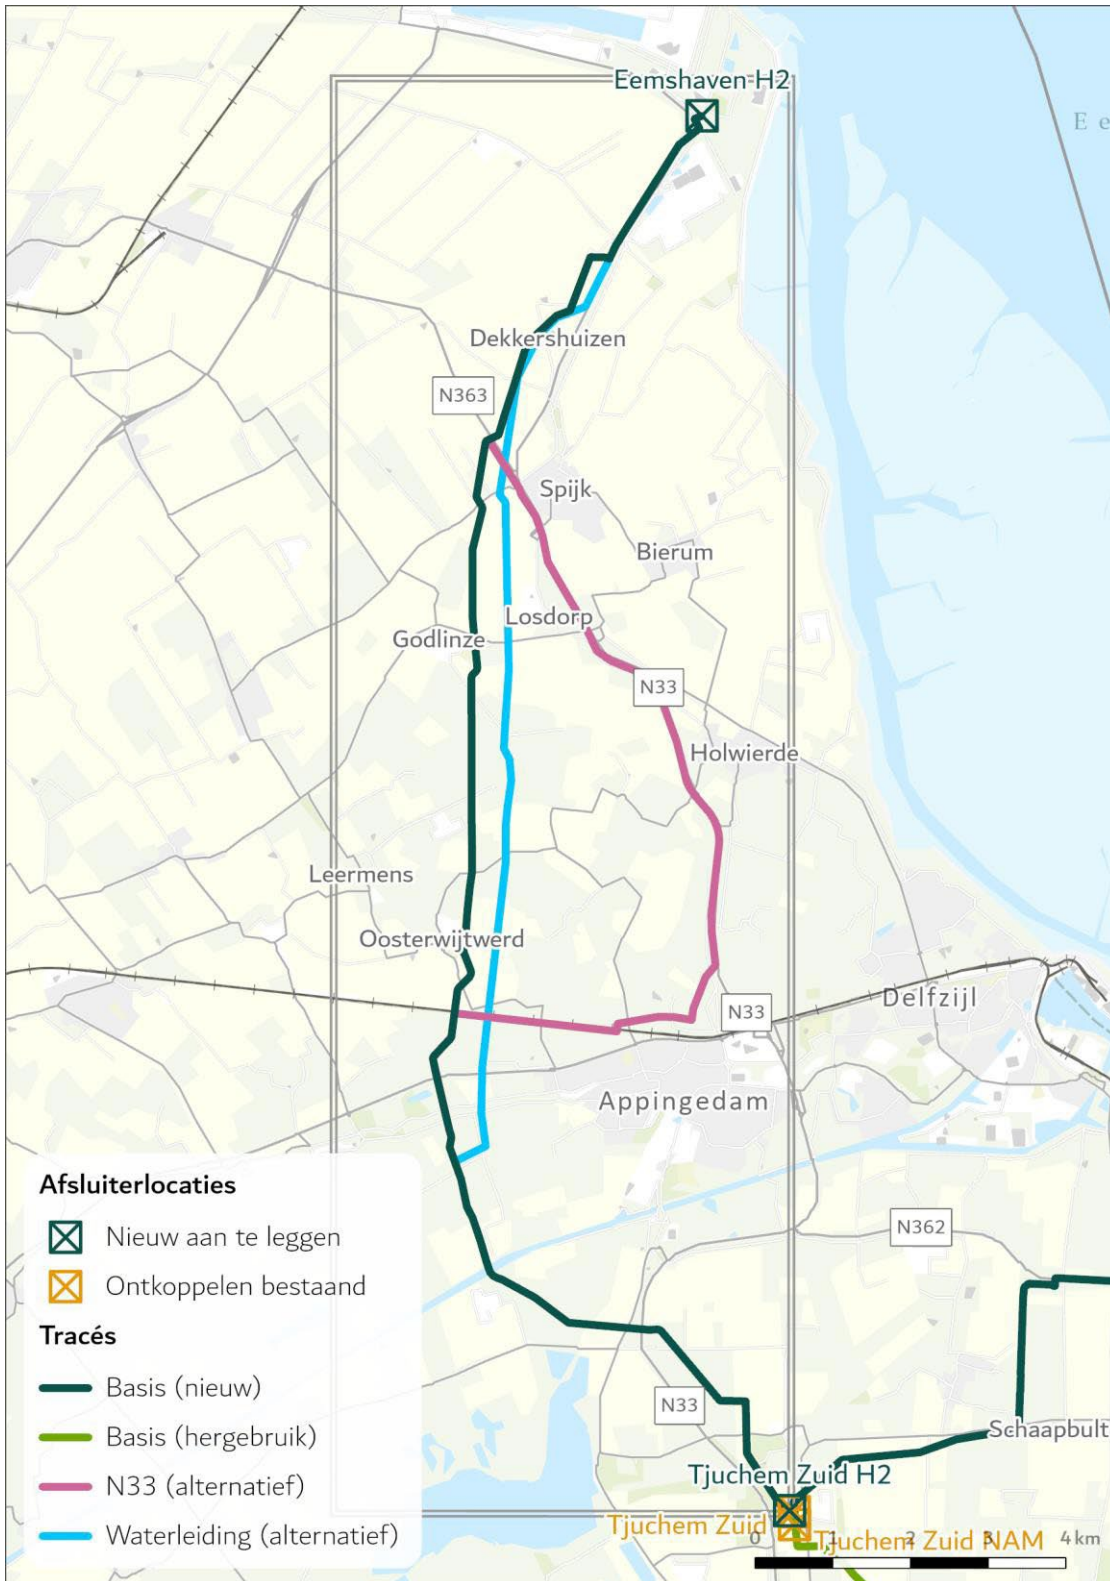 Eemshaven H2
E e
Dekkershuizen
N363
Spijk
Bierum
Losdorp
Godlinze
N33
Holwierde
Leermens
Oosterwijtwerd
Delfzijl
N33
Appingedam
Afsluiterlocaties
Nieuw aan te leggen
Ontkoppelen bestaand
Tracés
Basis (nieuw)
Basis (hergebruik)
N33 (alternatief)
Waterleiding (alternatief)
N362
N33
Schaapbult
Tjuchem Zuid H2
Tjuchem Zuid
Tjuchem Zuid NAM
0 1 2 3 4 km